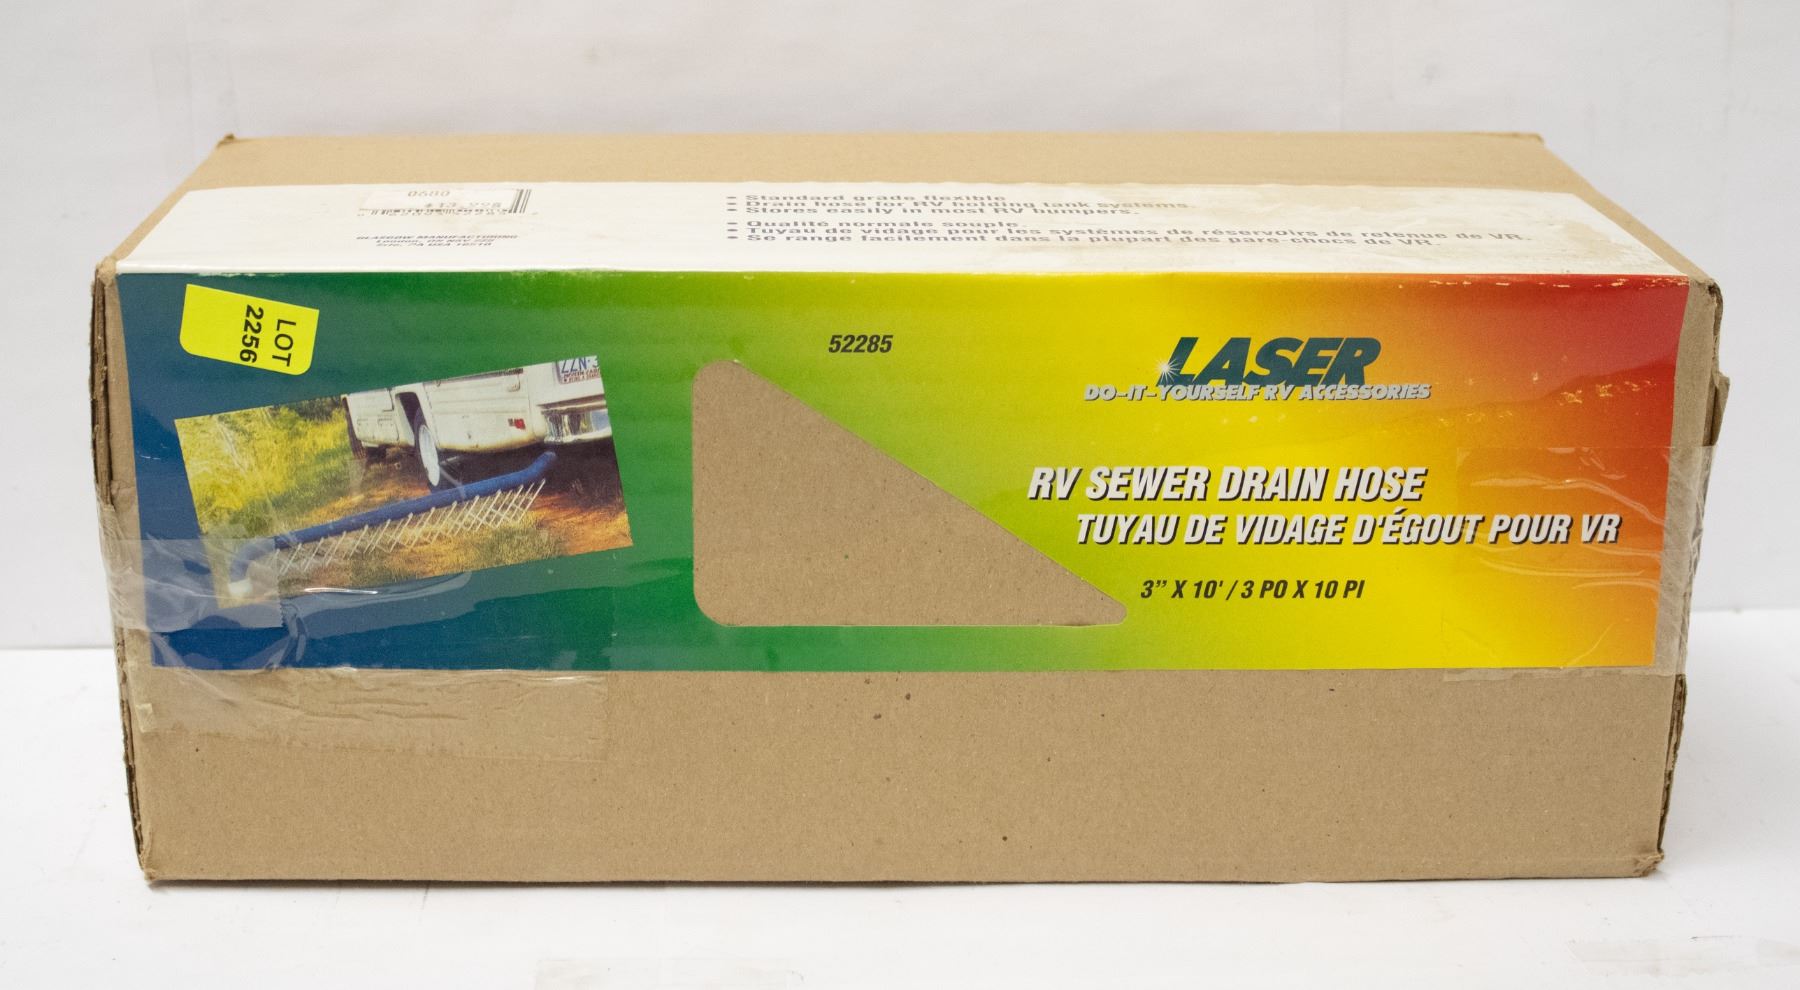 0680
GLASGOW MANUFACTURING
• Standard grade flexible
• Drain hose for RV holding tank systems.
• Stores easily in most RV bumpers.
• Qualité normale souple
• Tuyau de vidage pour les systèmes de réservoirs de retenue de VR.
• Se range facilement dans la plupart des pare-chocs de VR.
LOT
2256
52285
LASER
DO-IT-YOURSELF RV ACCESSORIES
RV SEWER DRAIN HOSE
TUYAU DE VIDAGE D'ÉGOUT POUR VR
3" X 10' / 3 PO X 10 PI